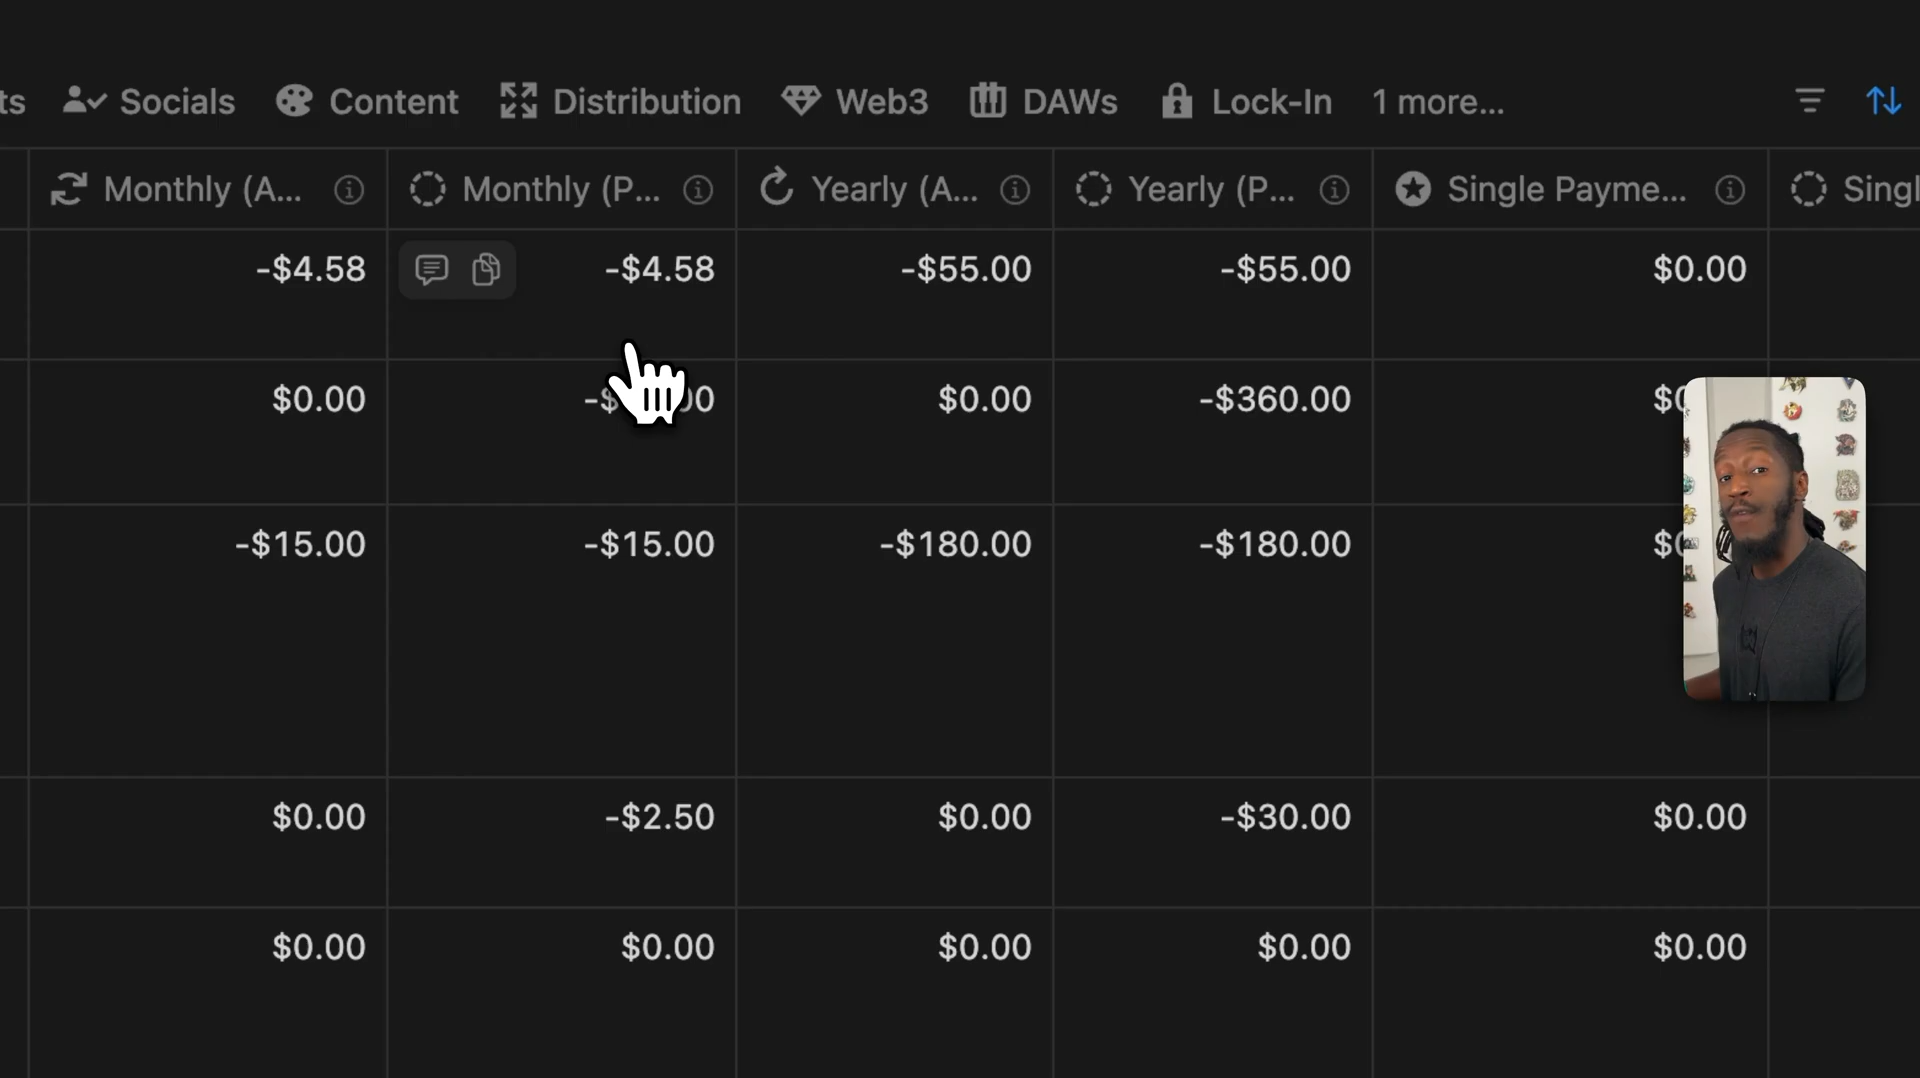 ts Socials Content Distribution Web3 DAWs Lock-In 1 more...
Monthly (A... Monthly (P... Yearly (A... Yearly (P... Single Payme... Singl
-$4.58 -$4.58 -$55.00 -$55.00 $0.00
$0.00 $0.00 -$360.00
-$15.00 -$15.00 -$180.00 -$180.00
$0.00 -$2.50 $0.00 -$30.00 $0.00
$0.00 $0.00 $0.00 $0.00 $0.00